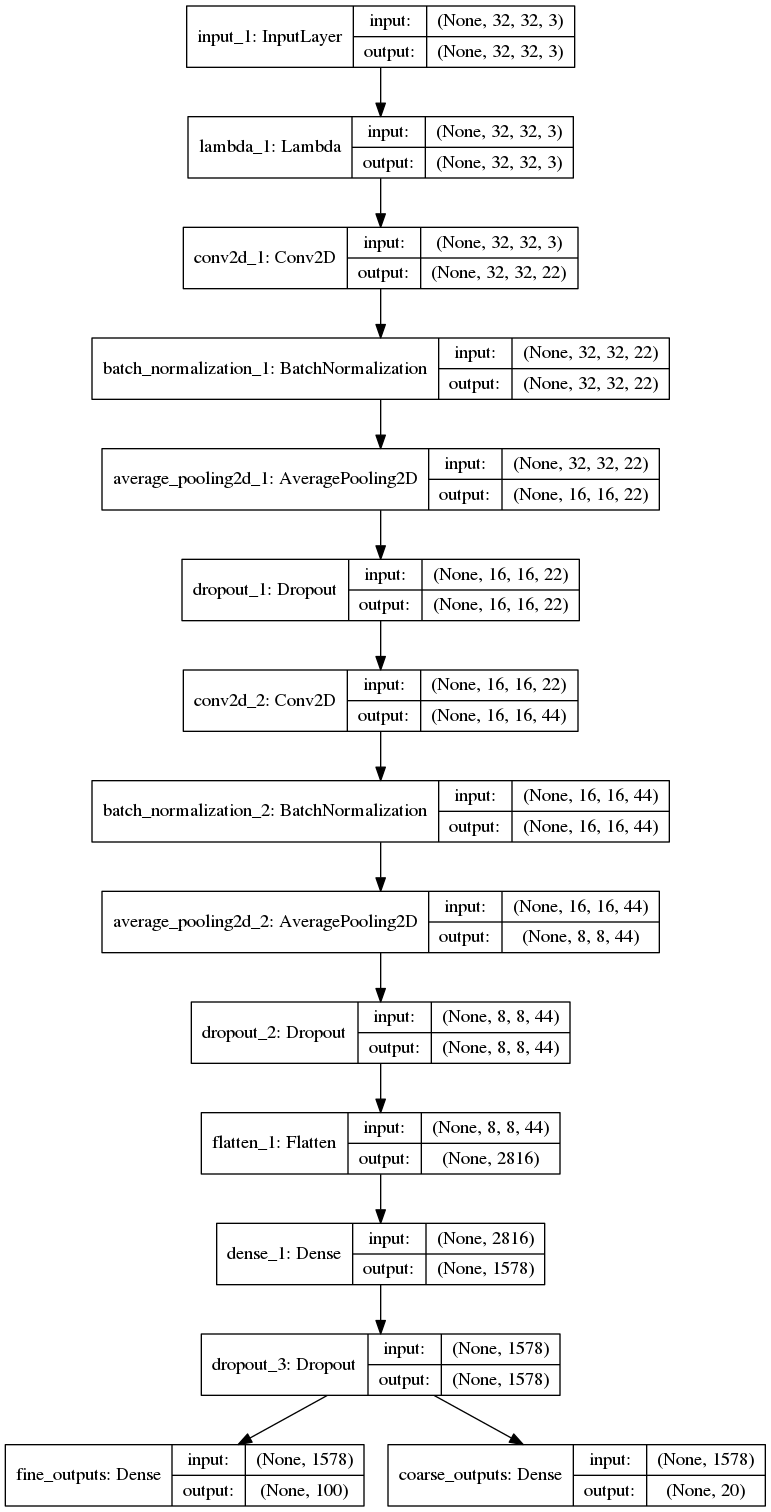 input_1: InputLayer
input: (None, 32, 32, 3)
output: (None, 32, 32, 3)
lambda_1: Lambda
input: (None, 32, 32, 3)
output: (None, 32, 32, 3)
conv2d_1: Conv2D
input: (None, 32, 32, 3)
output: (None, 32, 32, 22)
batch_normalization_1: BatchNormalization
input: (None, 32, 32, 22)
output: (None, 32, 32, 22)
average_pooling2d_1: AveragePooling2D
input: (None, 32, 32, 22)
output: (None, 16, 16, 22)
dropout_1: Dropout
input: (None, 16, 16, 22)
output: (None, 16, 16, 22)
conv2d_2: Conv2D
input: (None, 16, 16, 22)
output: (None, 16, 16, 44)
batch_normalization_2: BatchNormalization
input: (None, 16, 16, 44)
output: (None, 16, 16, 44)
average_pooling2d_2: AveragePooling2D
input: (None, 16, 16, 44)
output: (None, 8, 8, 44)
dropout_2: Dropout
input: (None, 8, 8, 44)
output: (None, 8, 8, 44)
flatten_1: Flatten
input: (None, 8, 8, 44)
output: (None, 2816)
dense_1: Dense
input: (None, 2816)
output: (None, 1578)
dropout_3: Dropout
input: (None, 1578)
output: (None, 1578)
fine_outputs: Dense
input: (None, 1578)
output: (None, 100)
coarse_outputs: Dense
input: (None, 1578)
output: (None, 20)